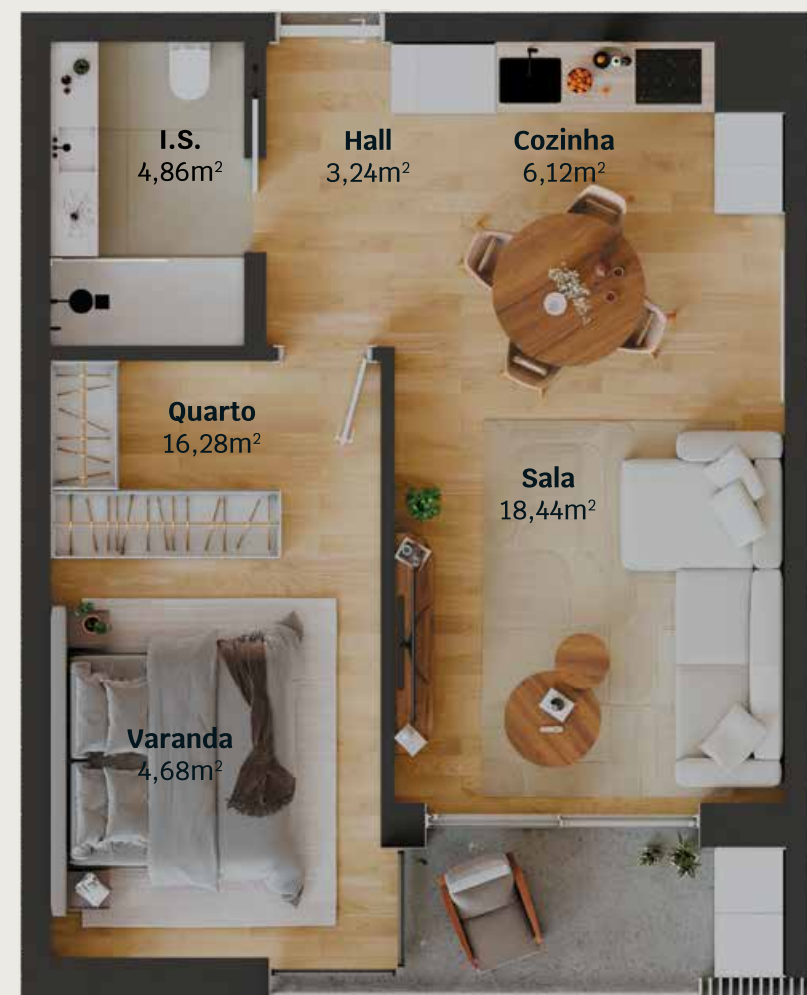 I.S.
4,86m²
Hall
3,24m²
Cozinha
6,12m²
Quarto
16,28m²
Sala
18,44m²
Varanda
4,68m²